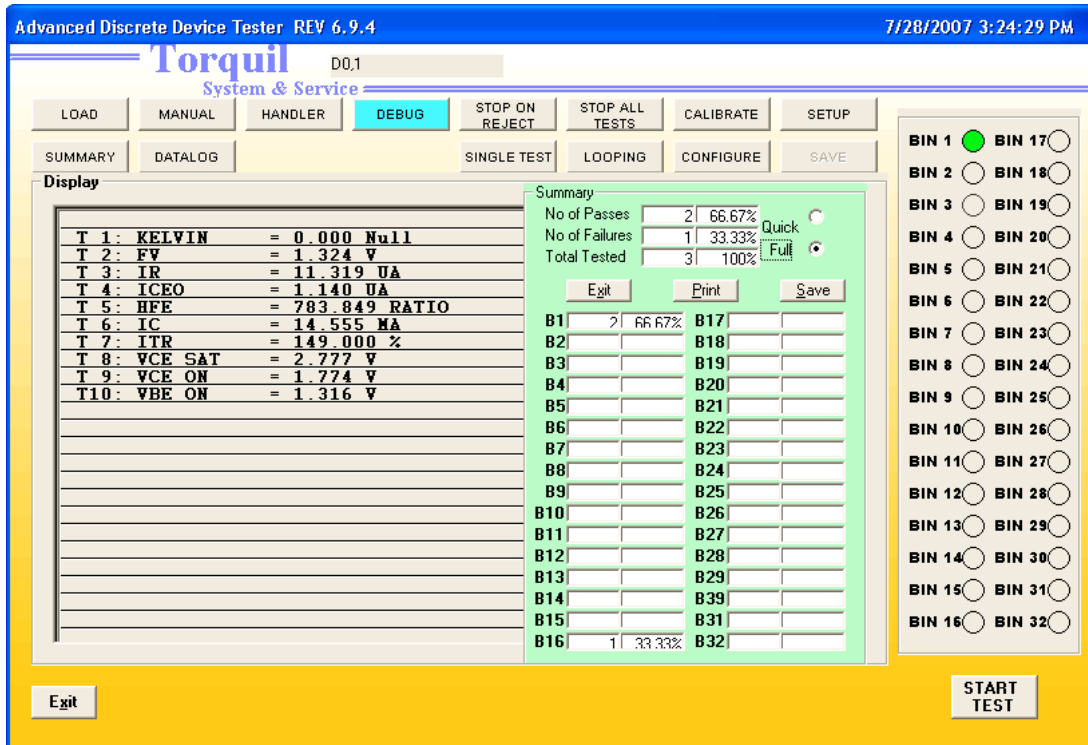 Advanced Discrete Device Tester REV 6.9.4 7/28/2007 3:24:29 PM
Torquil
System & Service
D0,1
LOAD MANUAL HANDLER DEBUG STOP ON REJECT STOP ALL TESTS CALIBRATE SETUP
SUMMARY DATALOG SINGLE TEST LOOPING CONFIGURE SAVE
Display
T 1: KELVIN = 0.000 Null
T 2: FV = 1.324 V
T 3: IR = 11.319 UA
T 4: ICEO = 1.140 UA
T 5: HFE = 783.849 RATIO
T 6: IC = 14.555 MA
T 7: ITR = 149.000 %
T 8: VCE SAT = 2.777 V
T 9: VCE ON = 1.774 V
T10: VBE ON = 1.316 V
Summary
No of Passes 2 66.67%
No of Failures 1 33.33%
Total Tested 3 100%
Quick
Full
Exit Print Save
B1 2 66.67% B17
B2 B18
B3 B19
B4 B20
B5 B21
B6 B22
B7 B23
B8 B24
B9 B25
B10 B26
B11 B27
B12 B28
B13 B29
B14 B39
B15 B31
B16 1 33.33% B32
BIN 1 BIN 17
BIN 2 BIN 18
BIN 3 BIN 19
BIN 4 BIN 20
BIN 5 BIN 21
BIN 6 BIN 22
BIN 7 BIN 23
BIN 8 BIN 24
BIN 9 BIN 25
BIN 10 BIN 26
BIN 11 BIN 27
BIN 12 BIN 28
BIN 13 BIN 29
BIN 14 BIN 30
BIN 15 BIN 31
BIN 16 BIN 32
Exit
START
TEST